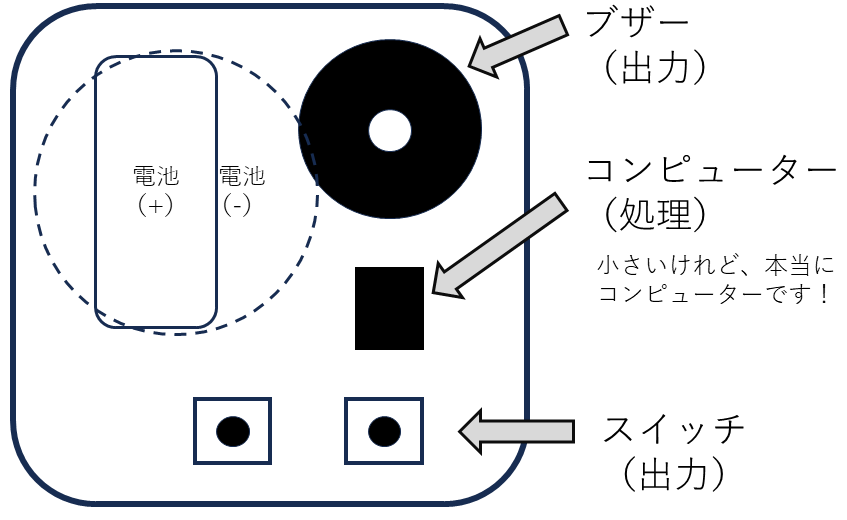 ブザー
（出力）
コンピューター
（処理）
小さいけれど、本当に
コンピューターです！
電池
（+）
電池
（-）
スイッチ
（出力）